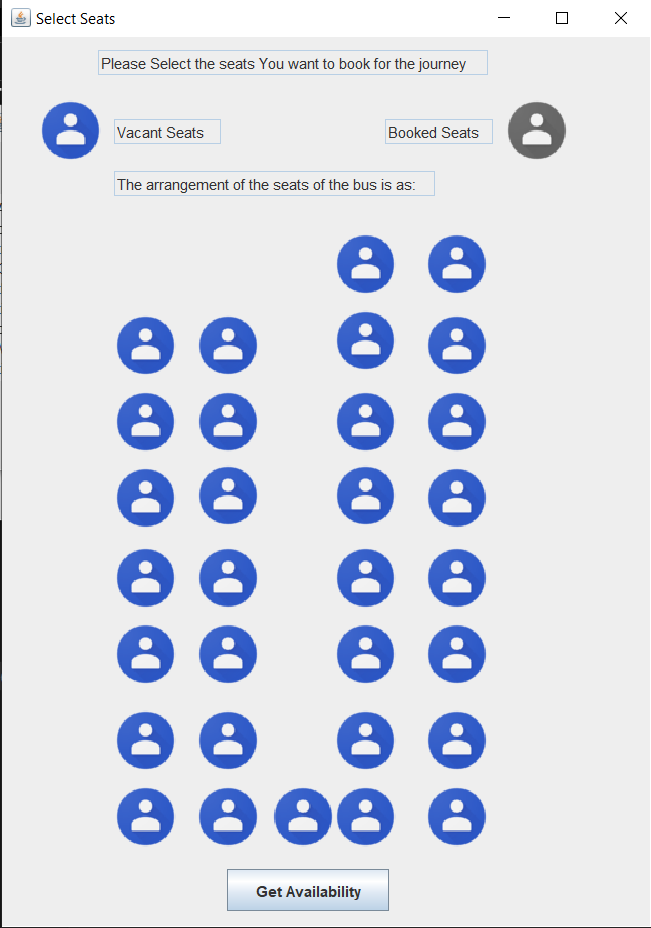 Select Seats
Please Select the seats You want to book for the journey
Vacant Seats
Booked Seats
The arrangement of the seats of the bus is as:
Get Availability